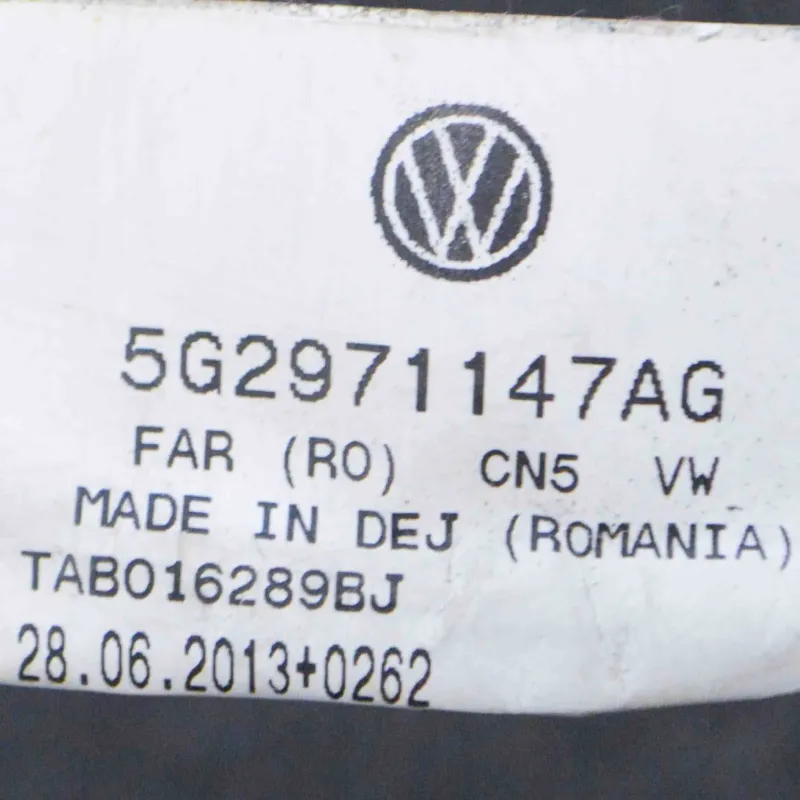 5G2971147AG
FAR (RO) CN5 VW
MADE IN DEJ (ROMANIA)
TAB016289BJ
28.06.2013+0262